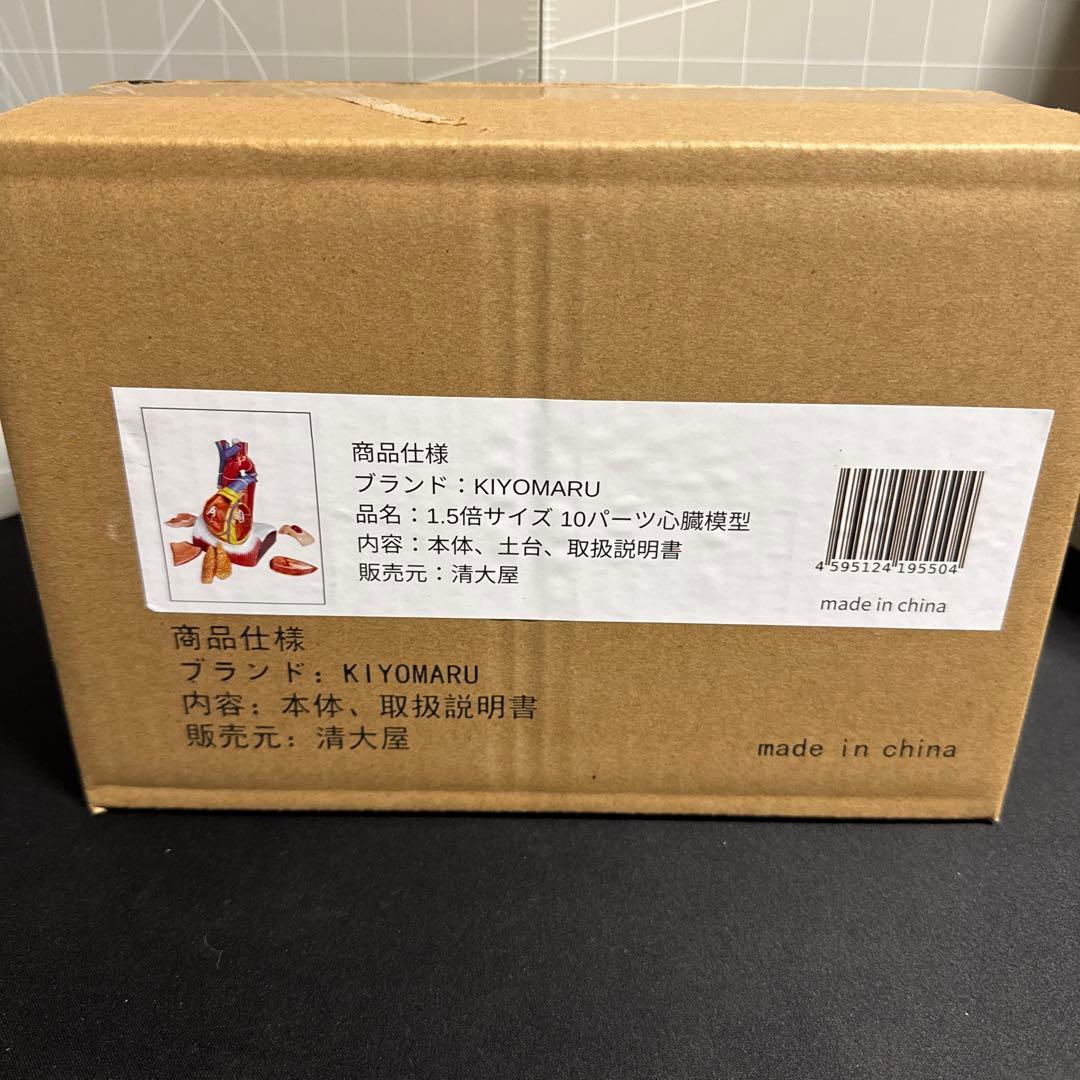 商品仕様
ブランド：KIYOMARU
品名：1.5倍サイズ 10パーツ心臓模型
内容：本体、土台、取扱説明書
販売元：清大屋
4 595124 195504
made in china
商品仕様
ブランド：KIYOMARU
内容：本体、取扱説明書
販売元：清大屋
made in china